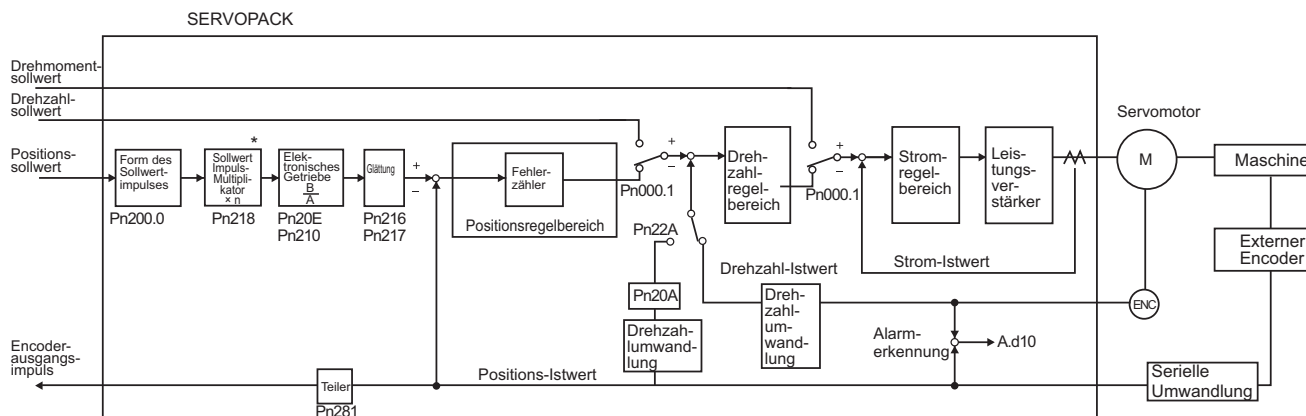 SERVOPACK
Drehmoment-
sollwert
Drehzahl-
sollwert
Positions-
sollwert
Form des
Sollwert-
impulses
Pn200.0
*
Sollwert
Impuls-
Multipli-
kator
× n
Pn218
Elek-
tronisches
Getriebe
B
A
Pn20E
Pn210
Glättung
Pn216
Pn217
+
−
Fehler-
zähler
Positionsregelbereich
Pn000.1
+
−
Dreh-
zahl-
regel-
bereich
Pn000.1
+
−
Strom-
regel-
bereich
Leis-
tungs-
ver-
stärker
Servomotor
M
Maschine
Externer
Encoder
ENC
Strom-Istwert
Pn22A
Drehzahl-Istwert
Pn20A
Drehzah
lumwand-
lung
Dreh-
zahl-
um-
wand-
lung
Alarm-
erkennung
A.d10
Serielle
Umwandlung
Positions-Istwert
Encoder-
ausgangs-
impuls
Teiler
Pn281